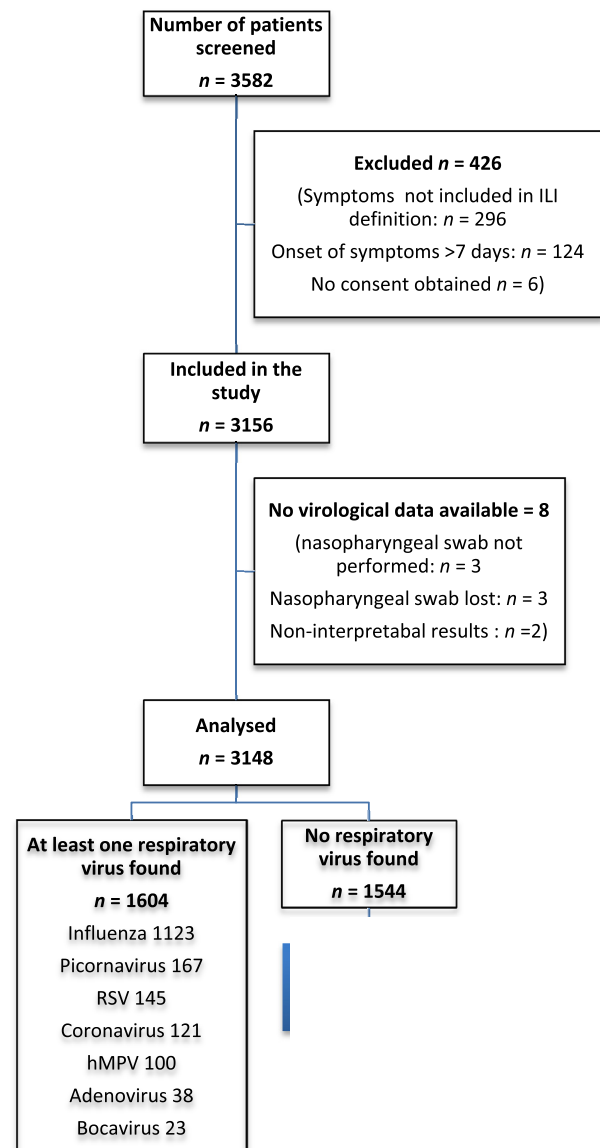 Number of patients
screened
n = 3582
Excluded n = 426
(Symptoms not included in ILI
definition: n = 296
Onset of symptoms >7 days: n = 124
No consent obtained n = 6)
Included in the
study
n = 3156
No virological data available = 8
(nasopharyngeal swab not
performed: n = 3
Nasopharyngeal swab lost: n = 3
Non-interpretabal results : n =2)
Analysed
n = 3148
At least one respiratory
virus found
n = 1604
Influenza 1123
Picornavirus 167
RSV 145
Coronavirus 121
hMPV 100
Adenovirus 38
Bocavirus 23
No respiratory
virus found
n = 1544